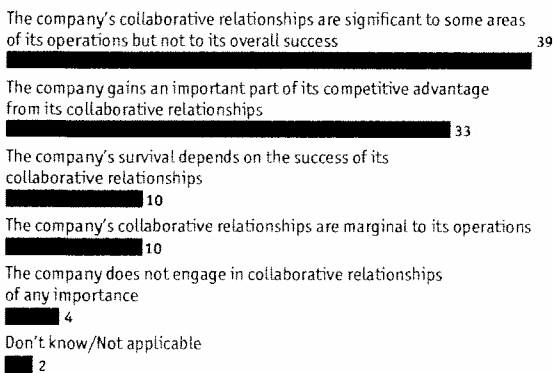 The company's collaborative relationships are significant to some areas
of its operations but not to its overall success
39
The company gains an important part of its competitive advantage
from its collaborative relationships
33
The company's survival depends on the success of its
collaborative relationships
10
The company's collaborative relationships are marginal to its operations
10
The company does not engage in collaborative relationships
of any importance
4
Don't know/Not applicable
2